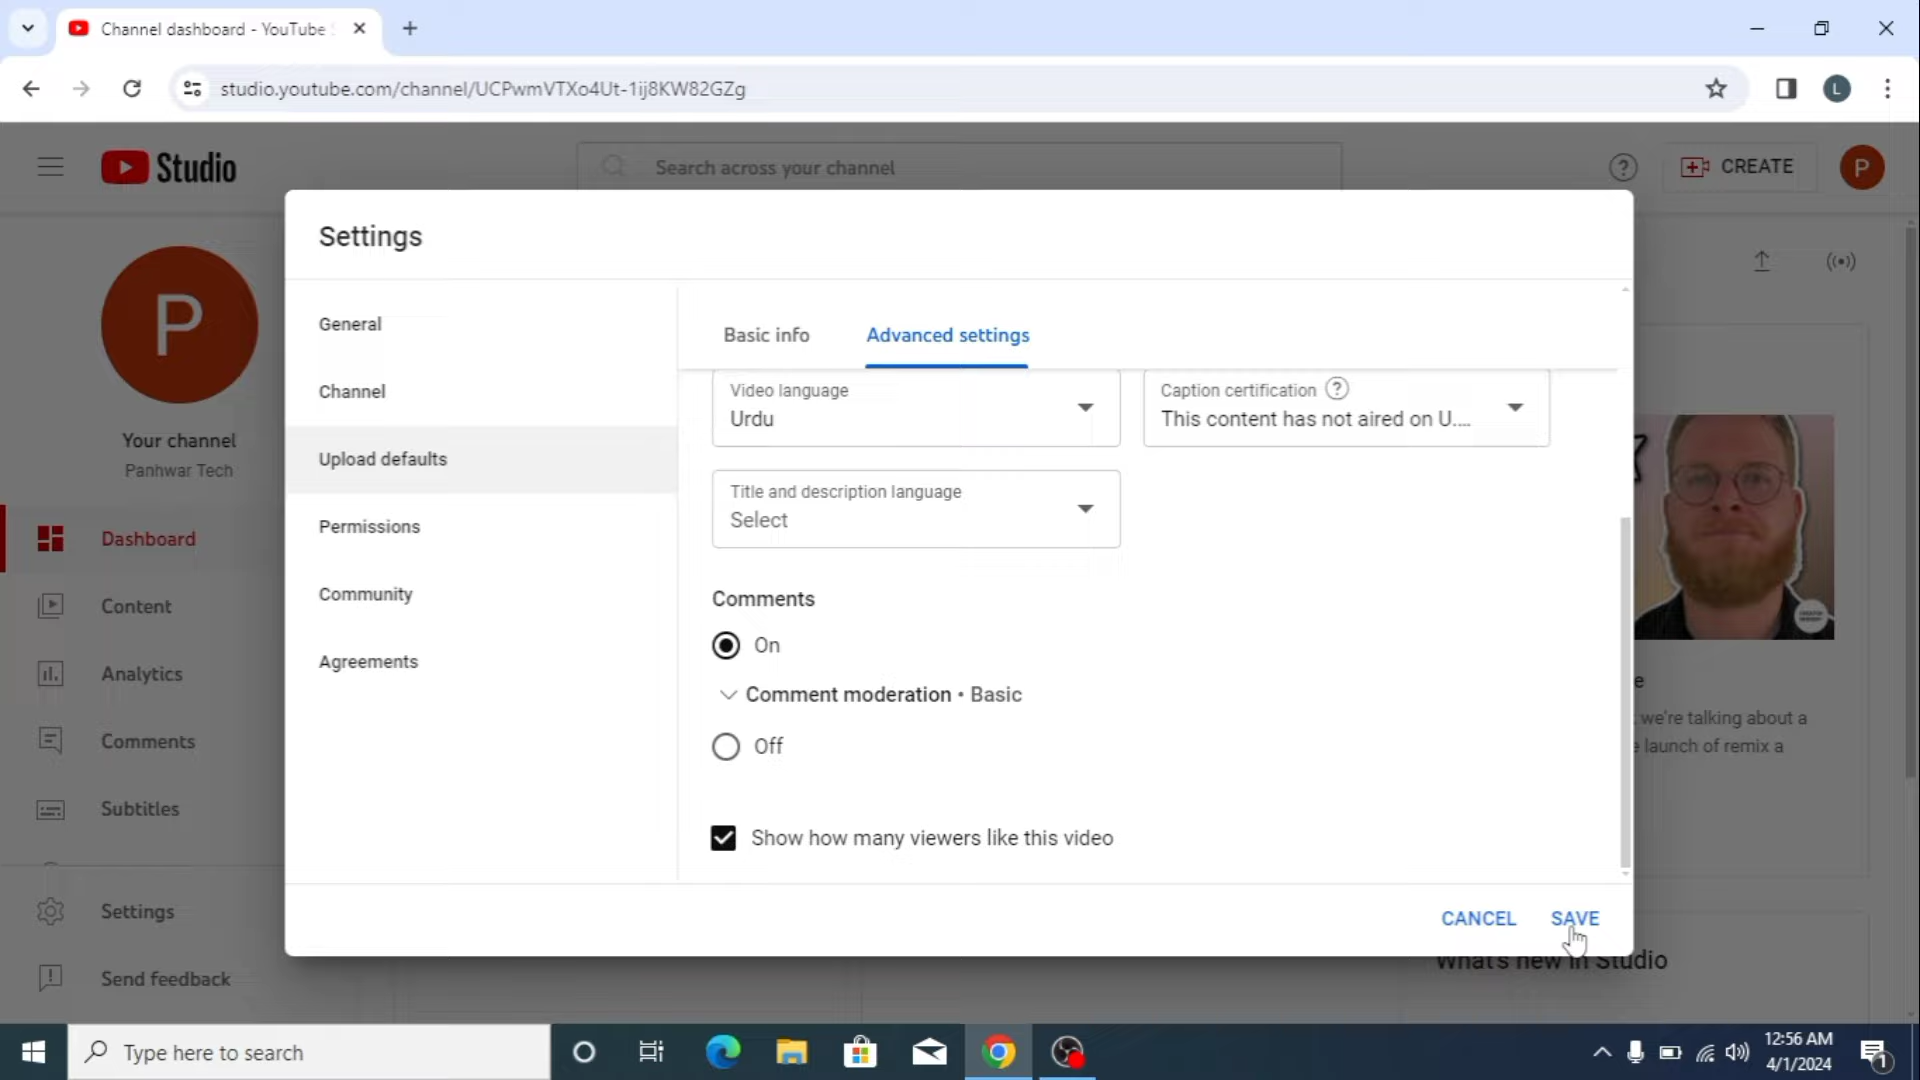 Channel dashboard - YouTube S
studio.youtube.com/channel/UCPwmVTXo4Ut-1ij8KW82GZg
L
Studio
Search across your channel
CREATE
P
Settings
P
Your channel
Panhwar Tech
Dashboard
Content
Analytics
Comments
Subtitles
Settings
Send feedback
General
Channel
Upload defaults
Permissions
Community
Agreements
Basic info
Advanced settings
Video language
Urdu
Caption certification
This content has not aired on U....
Title and description language
Select
Comments
On
Comment moderation • Basic
Off
Show how many viewers like this video
CANCEL
SAVE
e
we're talking about a
launch of remix a
What's new in Studio
Type here to search
12:56 AM
4/1/2024
1